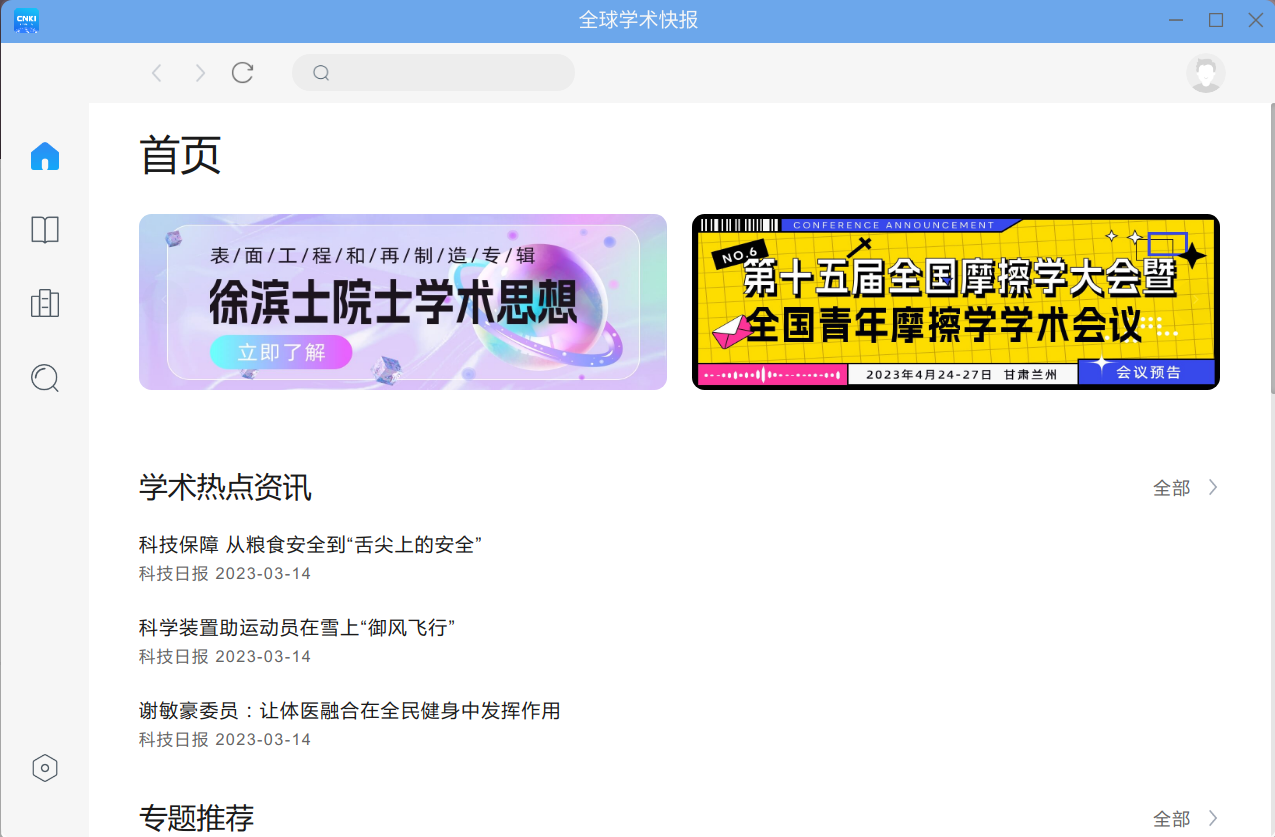 CNKI
全球学术快报
首页
表/面/工/程/和/再/制/造/专/辑
徐滨士院士学术思想
立即了解
CONFERENCE ANNOUNCEMENT
NO.6
第十五届全国摩擦学大会暨
全国青年摩擦学学术会议
2023年4月24-27日 甘肃兰州
会议预告
学术热点资讯
全部
科技保障 从粮食安全到“舌尖上的安全”
科技日报 2023-03-14
科学装置助运动员在雪上“御风飞行”
科技日报 2023-03-14
谢敏豪委员：让体医融合在全民健身中发挥作用
科技日报 2023-03-14
专题推荐
全部